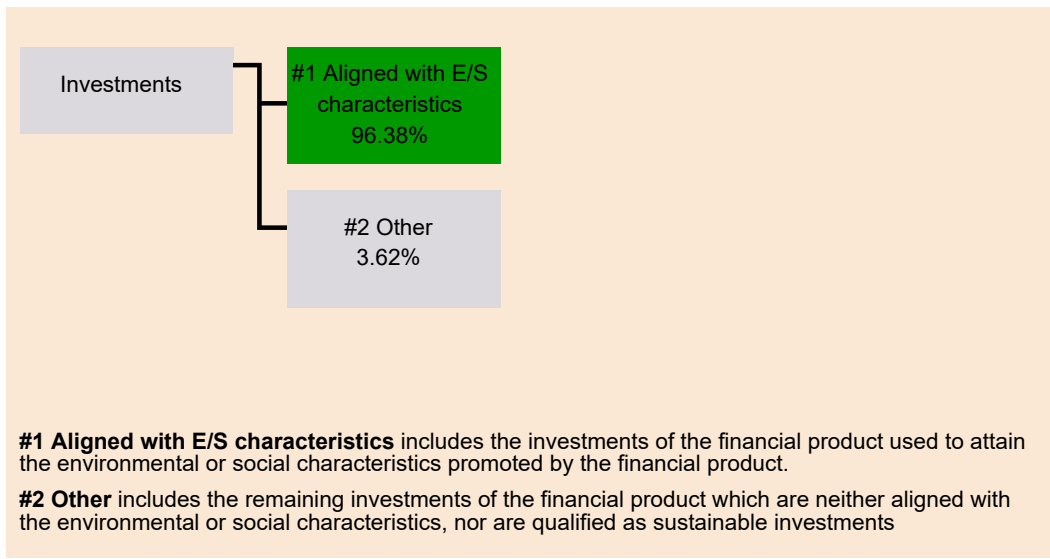 Investments
#1 Aligned with E/S
characteristics
96.38%
#2 Other
3.62%
#1 Aligned with E/S characteristics includes the investments of the financial product used to attain
the environmental or social characteristics promoted by the financial product.
#2 Other includes the remaining investments of the financial product which are neither aligned with
the environmental or social characteristics, nor are qualified as sustainable investments